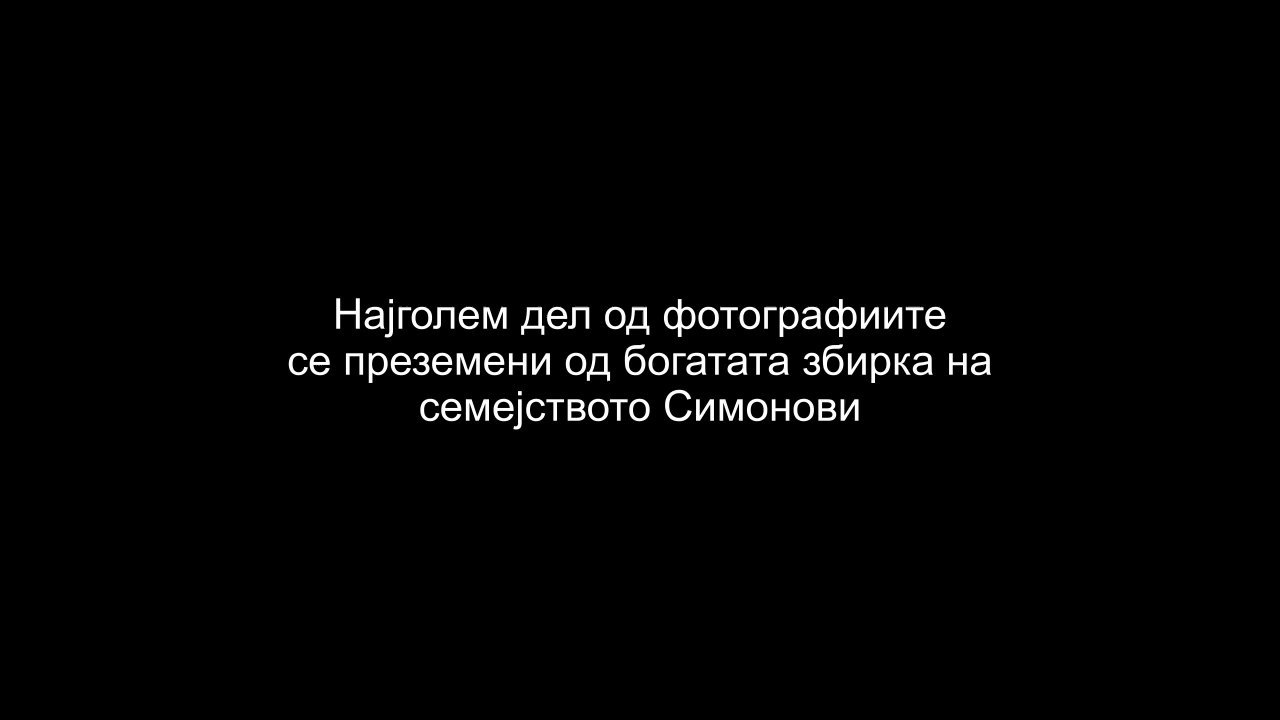 Најголем дел од фотографиите
се преземени од богатата збирка на
семејството Симонови